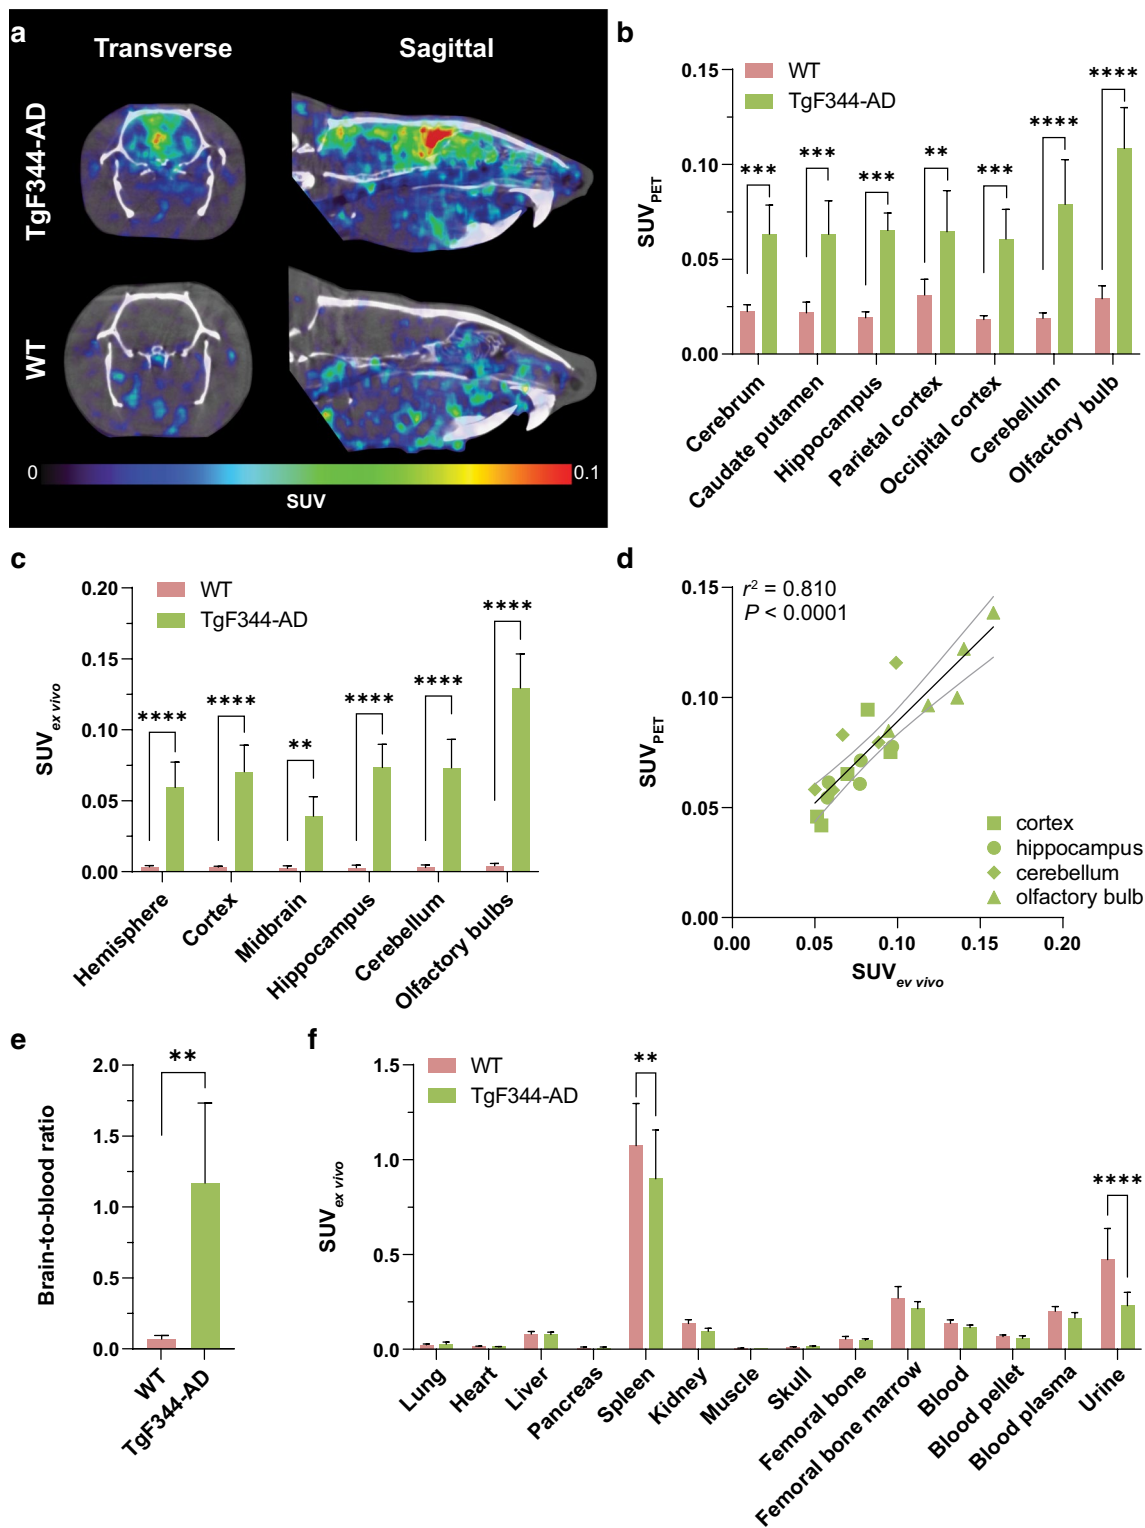 a
Transverse
Sagittal
TgF344-AD
WT
0
0.1
SUV
b
WT
TgF344-AD
SUVPET
0.15
0.10
0.05
0.00
***
***
***
**
***
****
****
Cerebrum
Caudate putamen
Hippocampus
Parietal cortex
Occipital cortex
Cerebellum
Olfactory bulb
c
WT
TgF344-AD
SUVex vivo
0.20
0.15
0.10
0.05
0.00
****
****
**
****
****
****
Hemisphere
Cortex
Midbrain
Hippocampus
Cerebellum
Olfactory bulbs
d
r² = 0.810
P < 0.0001
SUVPET
0.15
0.10
0.05
0.00
cortex
hippocampus
cerebellum
olfactory bulb
0.00 0.05 0.10 0.15 0.20
SUVev vivo
e
Brain-to-blood ratio
2.0
1.5
1.0
0.5
0.0
**
WT
TgF344-AD
f
WT
TgF344-AD
SUVex vivo
1.5
1.0
0.5
0.0
**
****
Lung
Heart
Liver
Pancreas
Spleen
Kidney
Muscle
Skull
Femoral bone
Femoral bone marrow
Blood
Blood pellet
Blood plasma
Urine